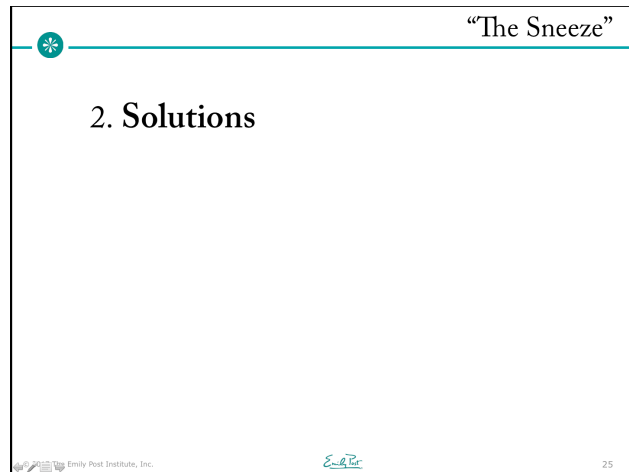 “The Sneeze”
2. Solutions
The Emily Post Institute, Inc.
Emily Post
25